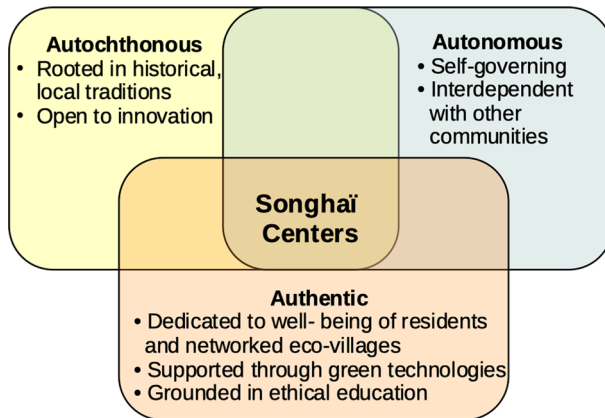 Autochthonous
• Rooted in historical,
local traditions
• Open to innovation
Autonomous
• Self-governing
• Interdependent
with other
communities
Songhaï
Centers
Authentic
• Dedicated to well- being of residents
and networked eco-villages
• Supported through green technologies
• Grounded in ethical education